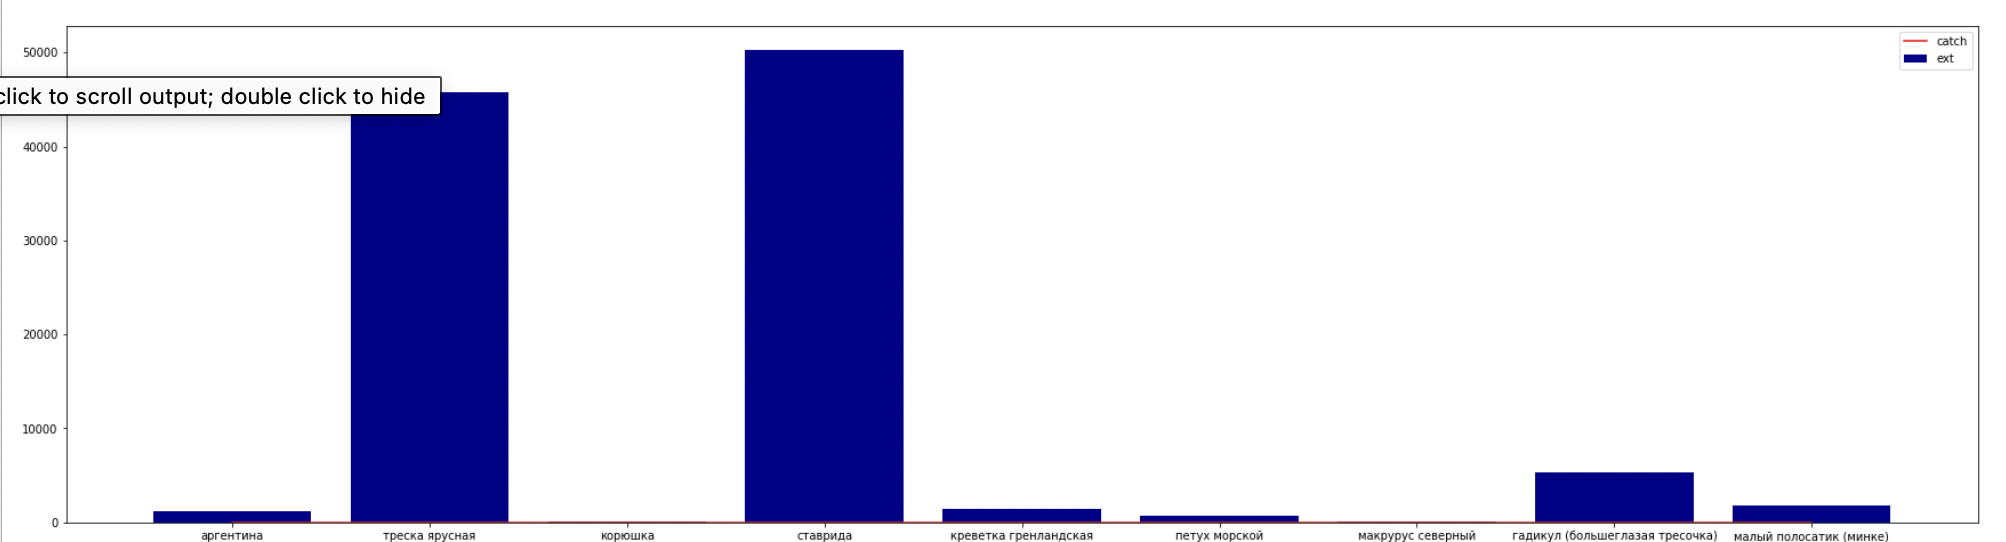 catch
ext
50000
click to scroll output; double click to hide
40000
30000
20000
10000
0
аргентина треска ярусная корюшка ставрида креветка гренландская петух морской макрурус северный гадикул (большеглазая тресочка) малый полосатик (минке)